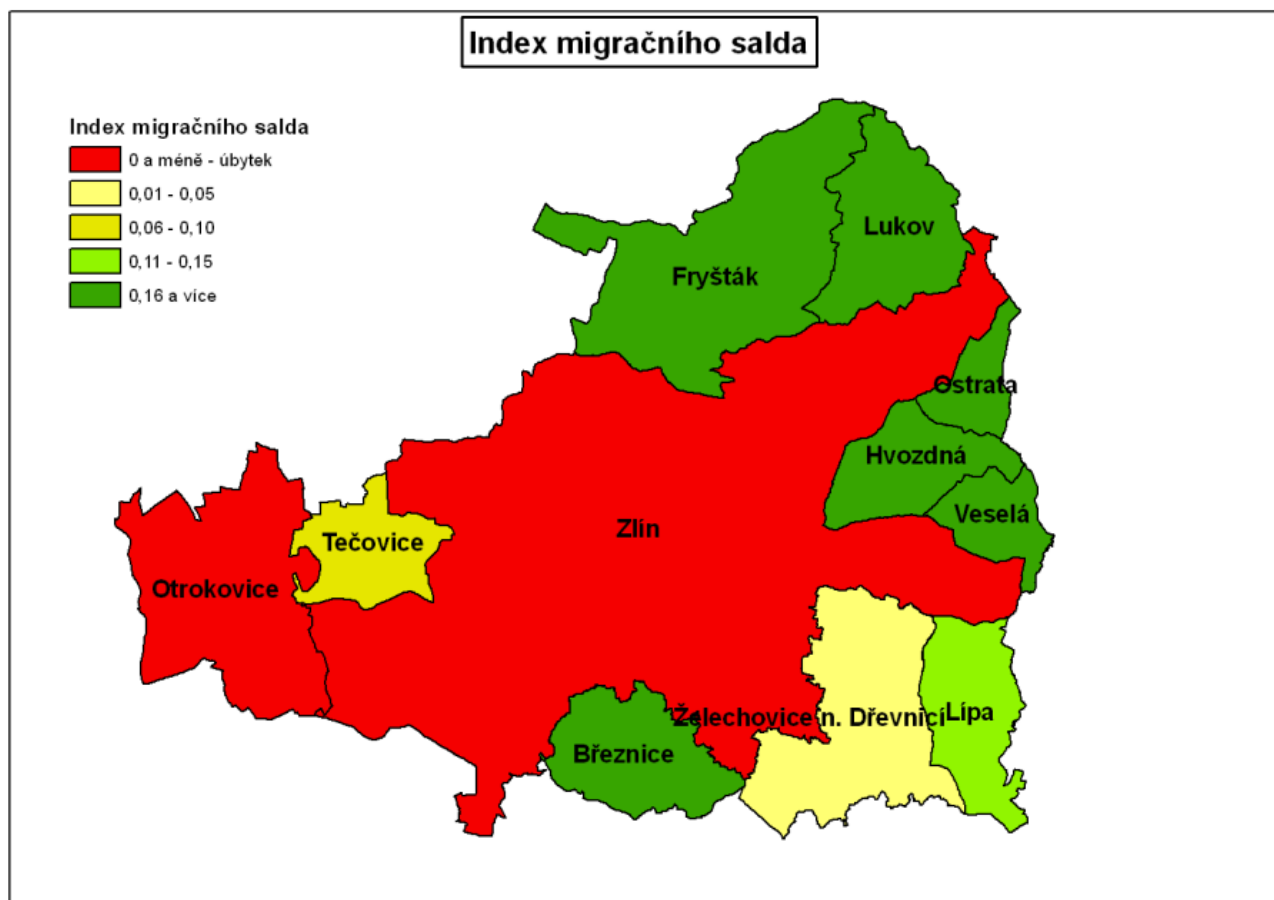 Index migračního salda
Index migračního salda
0 a méně - úbytek
0,01 - 0,05
0,06 - 0,10
0,11 - 0,15
0,16 a více
Lukov
Fryšták
Ostrata
Hvozdná
Veselá
Zlín
Tečovice
Otrokovice
Želechovice n. Dřevnicí
Lípa
Březnice